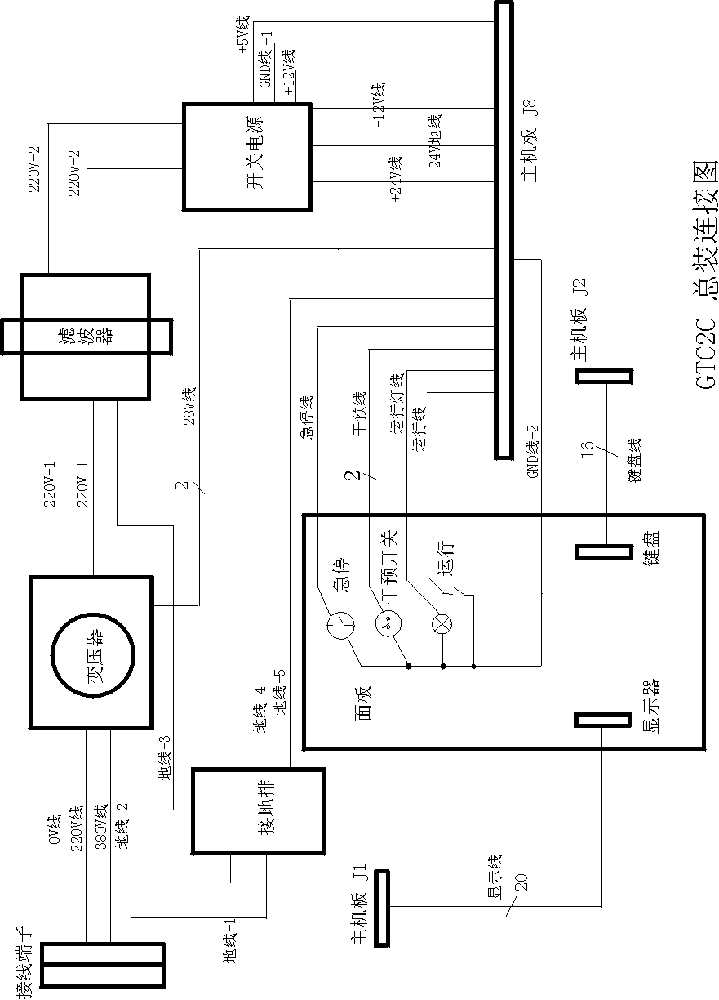 接线端子
0V线
220V线
380V线
地线-2
地线-1
变压器
地线-3
接地排
220V-1
220V-1
滤波器
28V线
2
地线-4
地线-5
220V-2
220V-2
开关电源
+5V线
GND线-1
+12V线
-12V线
24V地线
+24V线
主机板 J8
急停线
干预线
2
运行灯线
运行线
GND线-2
急停
干预开关
运行
面板
显示器
键盘
主机板 J1
显示线
20
主机板 J2
16
键盘线
GTC2C 总装连接图